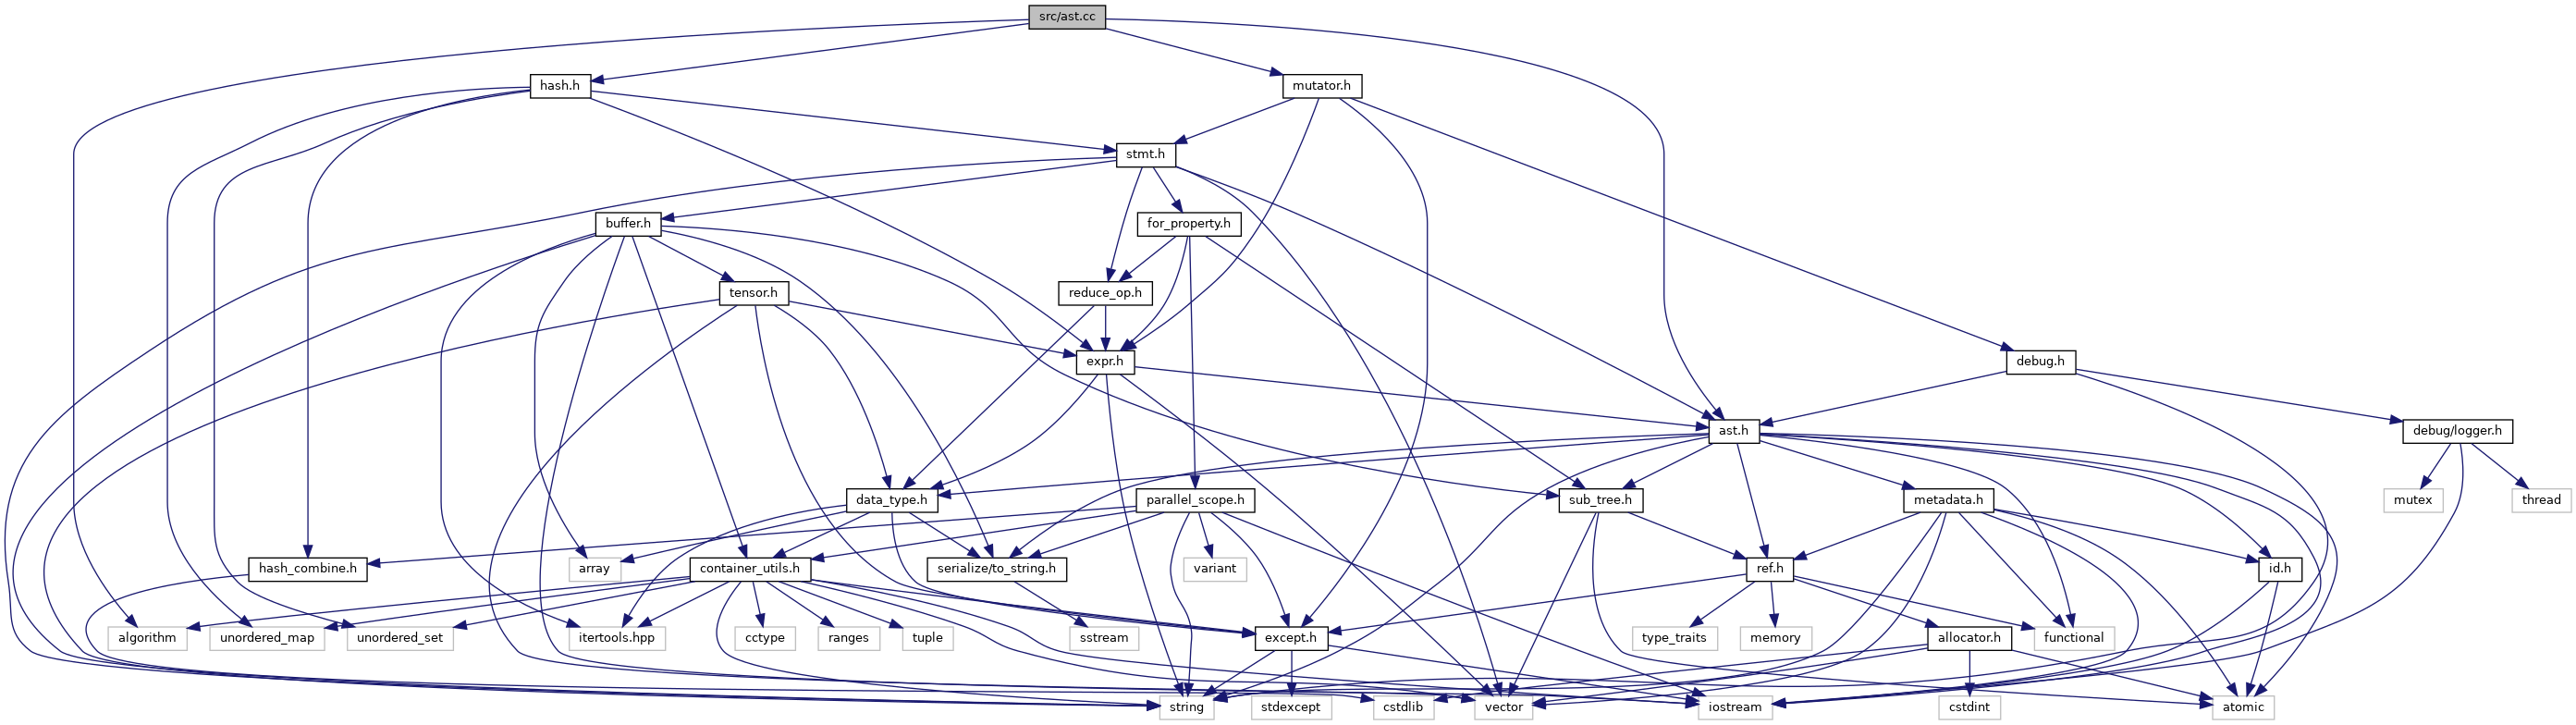 src/ast.cc
hash.h
mutator.h
stmt.h
buffer.h
for_property.h
tensor.h
reduce_op.h
expr.h
debug.h
ast.h
debug/logger.h
data_type.h
parallel_scope.h
sub_tree.h
metadata.h
mutex
thread
hash_combine.h
array
container_utils.h
serialize/to_string.h
variant
ref.h
id.h
algorithm
unordered_map
unordered_set
itertools.hpp
cctype
ranges
tuple
sstream
except.h
type_traits
memory
allocator.h
functional
string
stdexcept
cstdlib
vector
iostream
cstdint
atomic